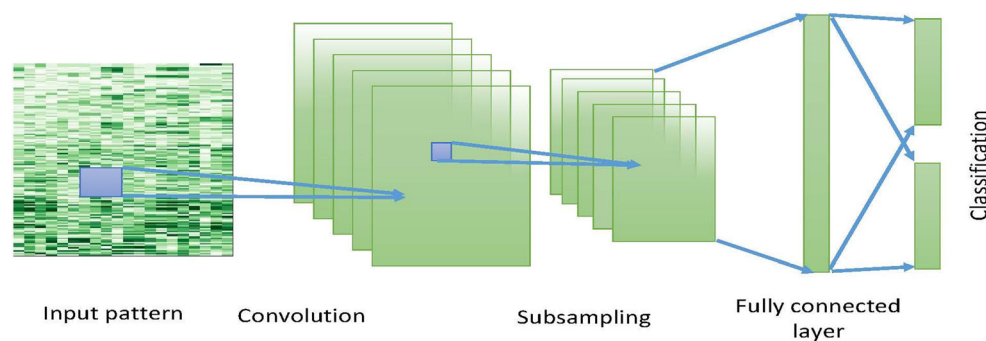 Input pattern
Convolution
Subsampling
Fully connected
layer
Classification